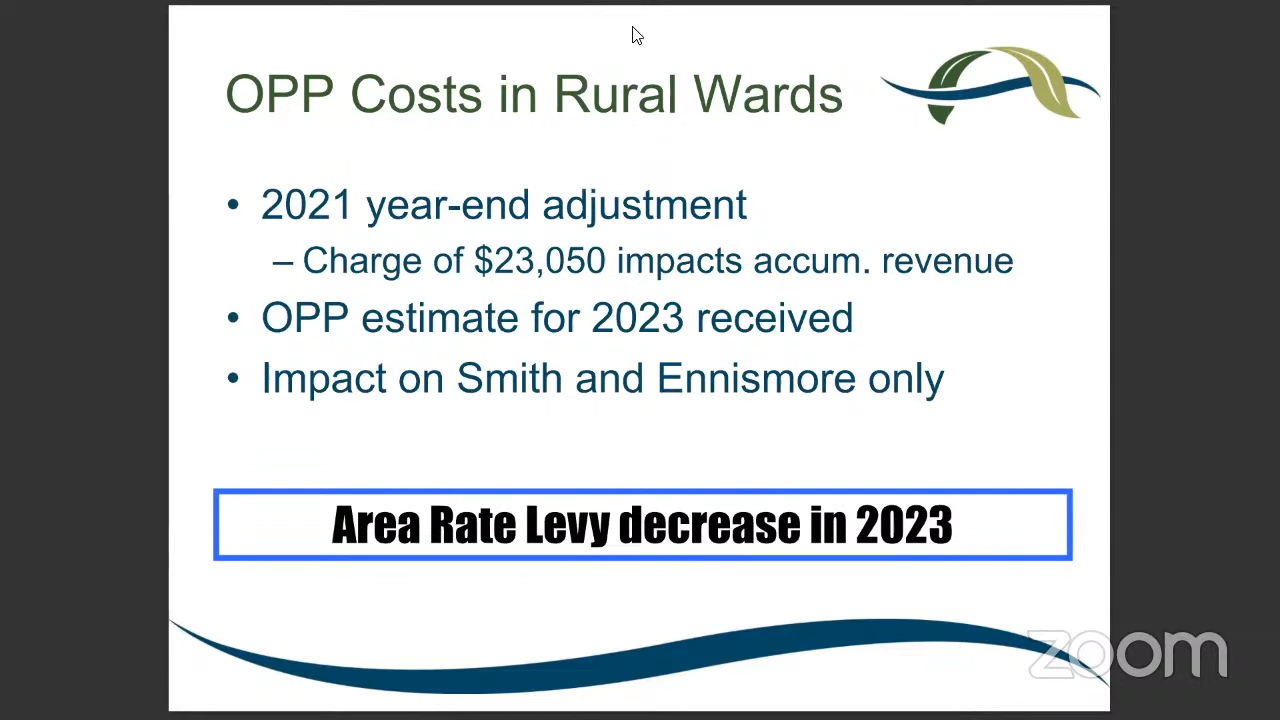 OPP Costs in Rural Wards
• 2021 year-end adjustment
– Charge of $23,050 impacts accum. revenue
• OPP estimate for 2023 received
• Impact on Smith and Ennismore only
Area Rate Levy decrease in 2023
zoom